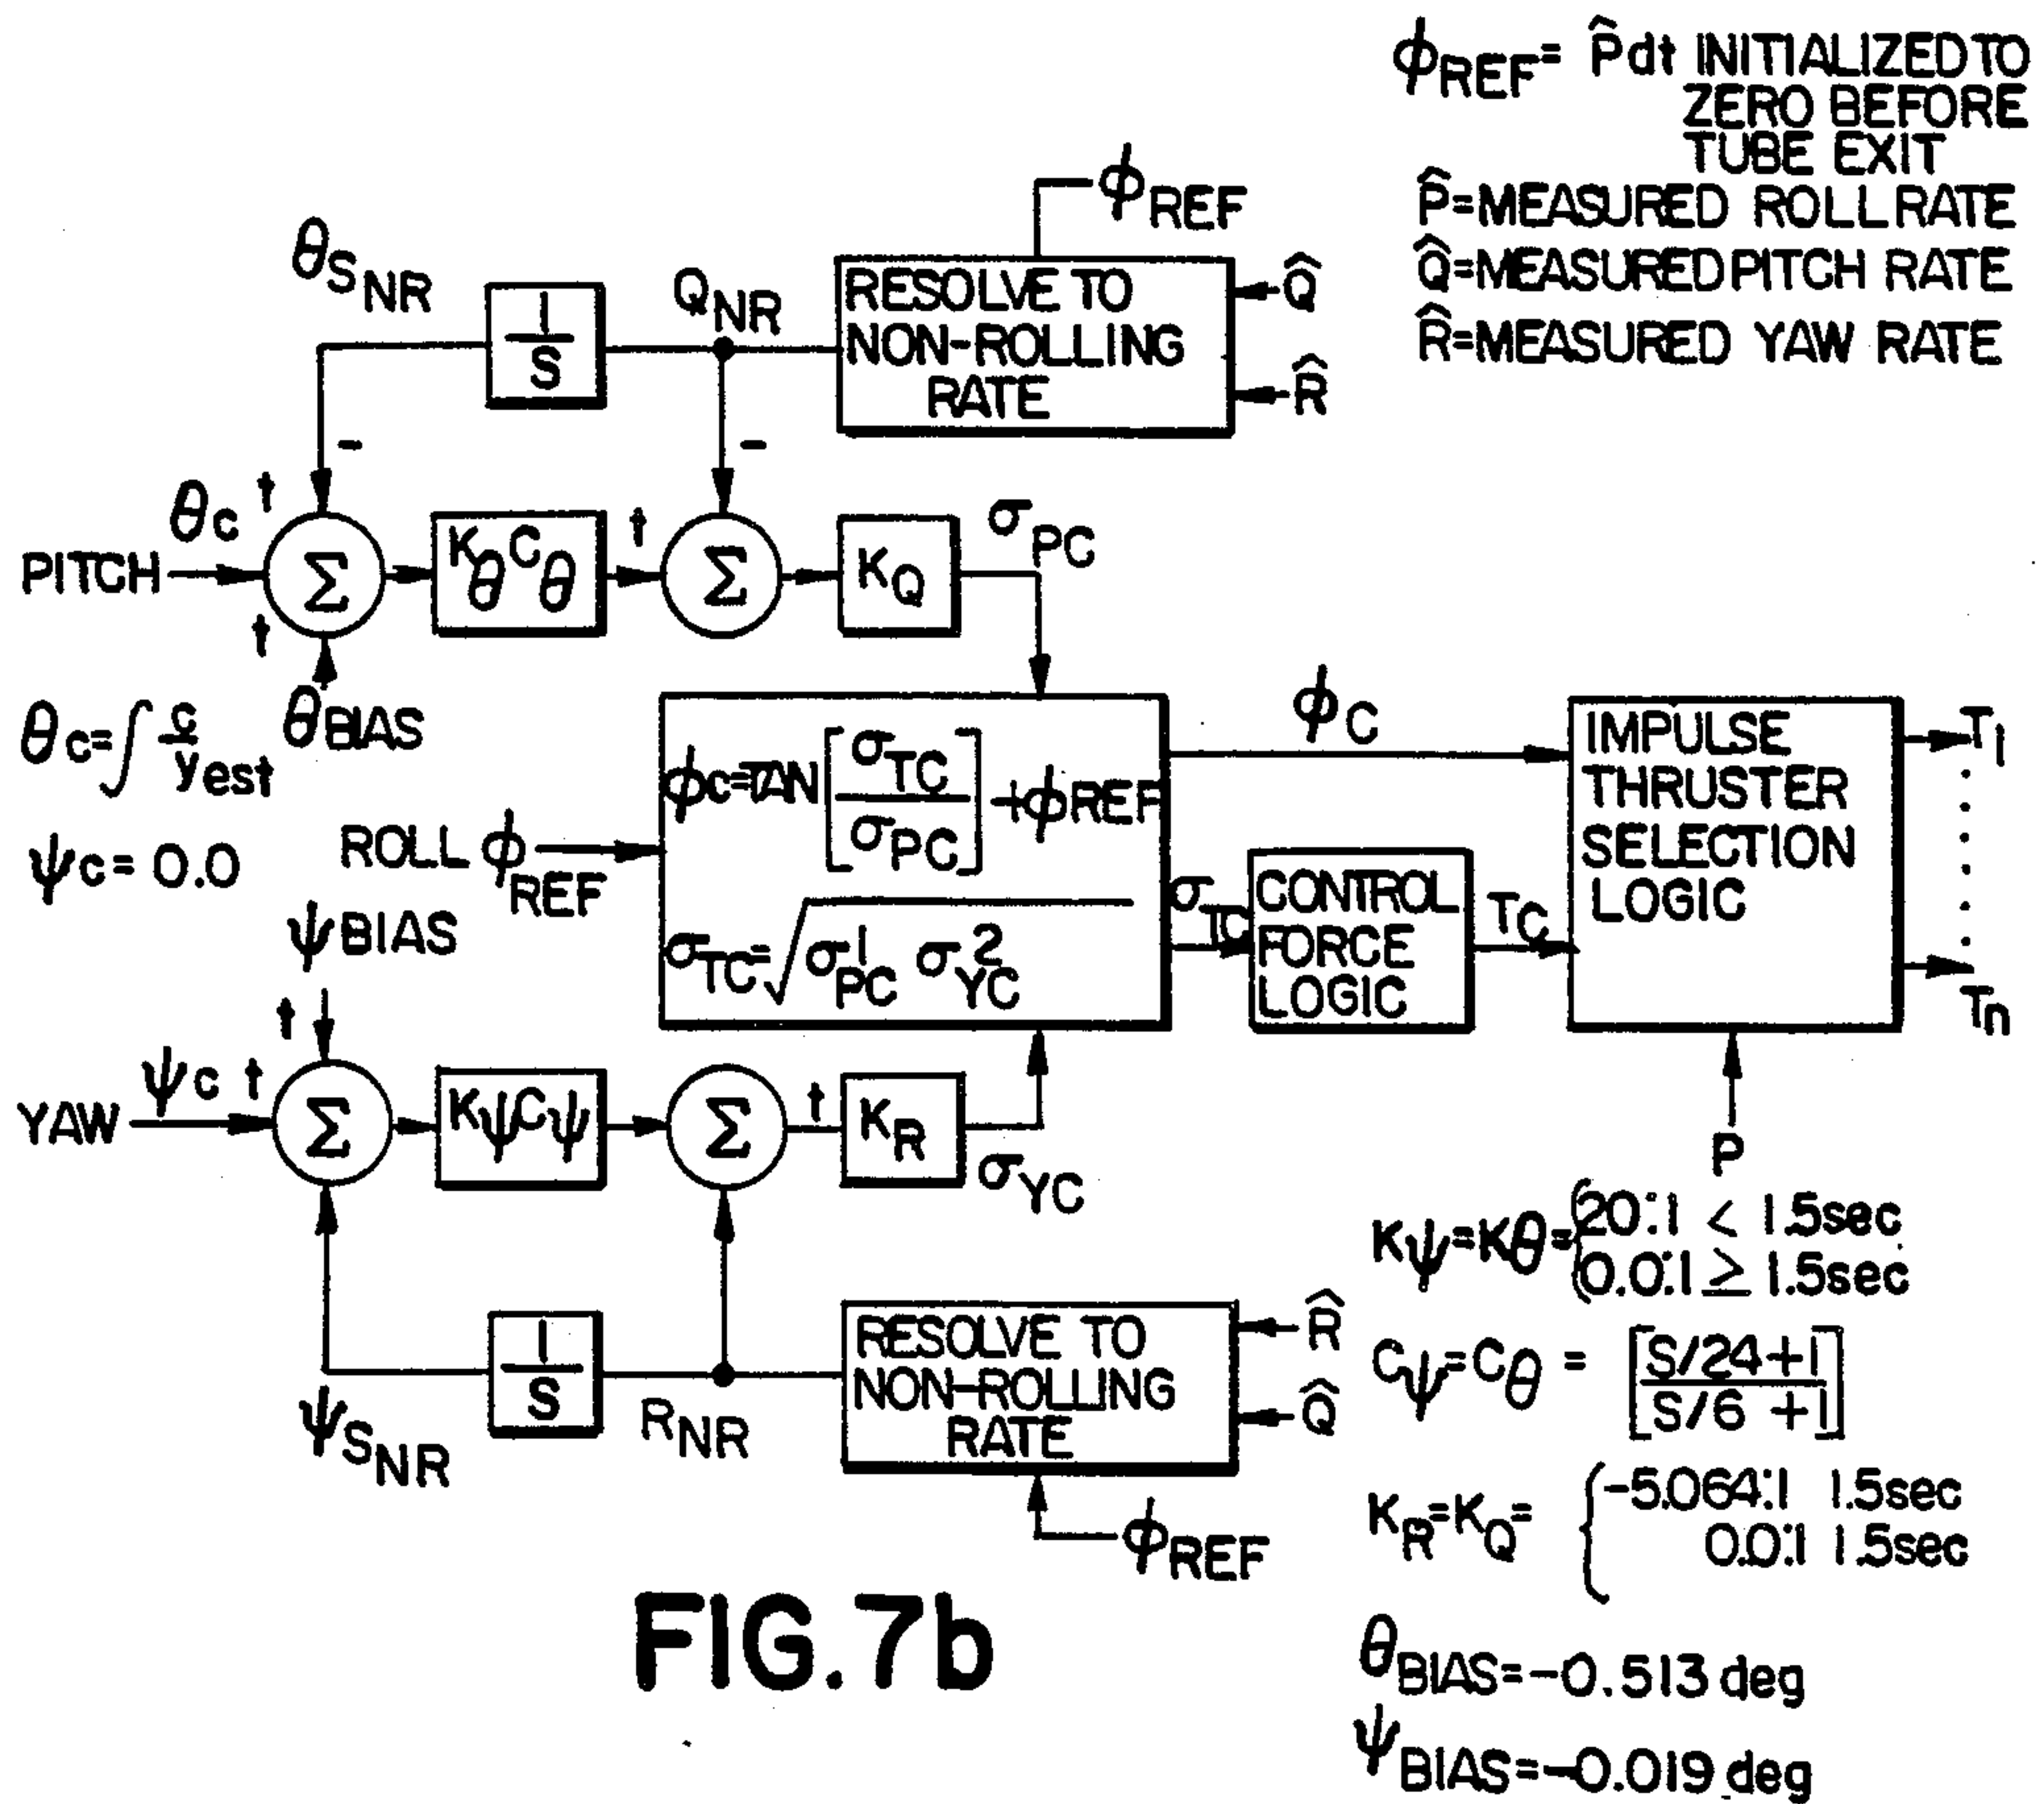 ϕREF= P̂dt INITIALIZED TO
ZERO BEFORE
TUBE EXIT
P̂=MEASURED ROLL RATE
Q̂=MEASURED PITCH RATE
R̂=MEASURED YAW RATE
ϕREF
θSNR
1/S
QNR
RESOLVE TO
NON-ROLLING
RATE
Q̂
R̂
-
-
PITCH
θc
t
t
Σ
KθCθ
t
Σ
KQ
σPC
θBIAS
θc=∫ c/yest
ψc= 0.0
ROLL ϕREF
ϕc=TAN[σTC/σPC]+ϕREF
σTC=√σ1PC σ2YC
ϕC
σTC
CONTROL
FORCE
LOGIC
TC
IMPULSE
THRUSTER
SELECTION
LOGIC
T1
Tn
P
ψBIAS
t
YAW
ψc t
Σ
KψCψ
Σ
t
KR
σYC
ψSNR
1/S
RNR
RESOLVE TO
NON-ROLLING
RATE
R̂
Q̂
ϕREF
Kψ=Kθ={20:1 < 1.5sec
0.0:1 ≥ 1.5sec
Cψ=Cθ = [S/24+1/S/6 +1]
KR=KQ= {-5.064:1 1.5sec
0.0:1 1.5sec
θBIAS=-0.513 deg
ψBIAS=-0.019 deg
FIG.7b